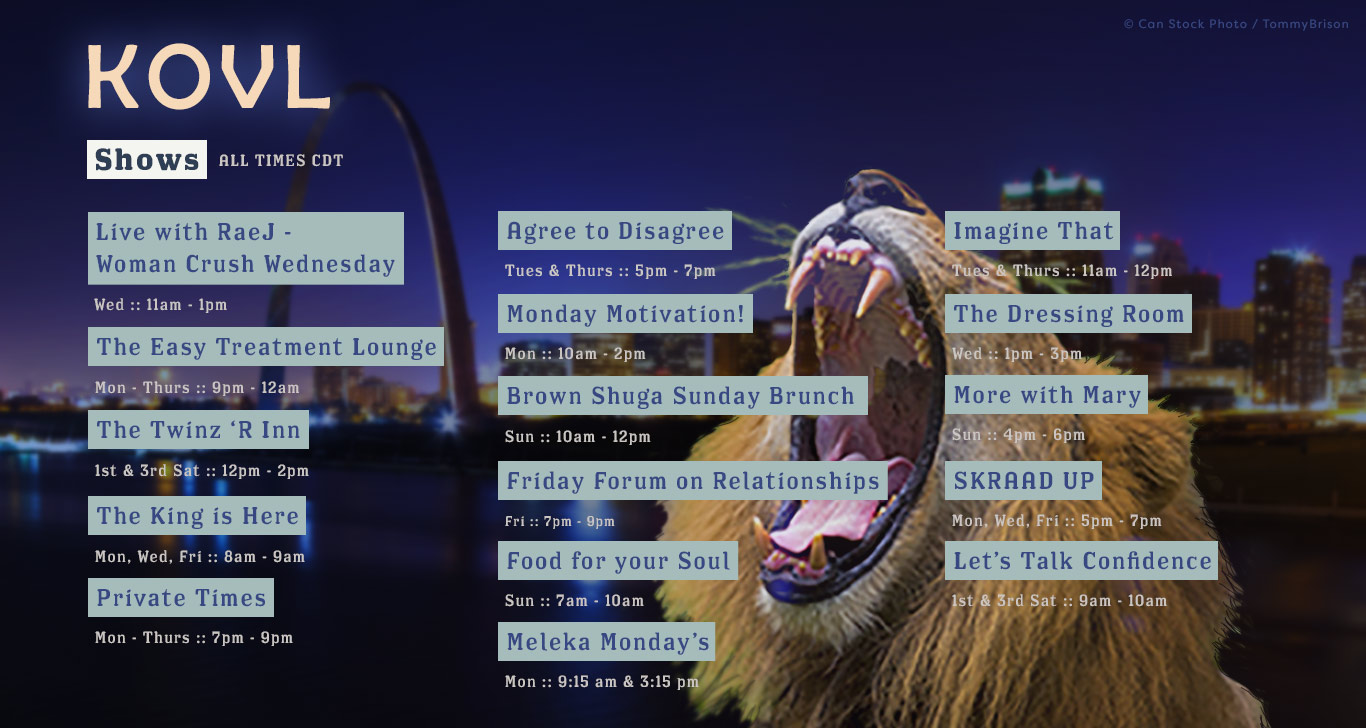 © Can Stock Photo / TommyBrison
KOVL
Shows ALL TIMES CDT
Live with RaeJ -
Woman Crush Wednesday
Wed :: 11am - 1pm
The Easy Treatment Lounge
Mon - Thurs :: 9pm - 12am
The Twinz ‘R Inn
1st & 3rd Sat :: 12pm - 2pm
The King is Here
Mon, Wed, Fri :: 8am - 9am
Private Times
Mon - Thurs :: 7pm - 9pm
Agree to Disagree
Tues & Thurs :: 5pm - 7pm
Monday Motivation!
Mon :: 10am - 2pm
Brown Shuga Sunday Brunch
Sun :: 10am - 12pm
Friday Forum on Relationships
Fri :: 7pm - 9pm
Food for your Soul
Sun :: 7am - 10am
Meleka Monday’s
Mon :: 9:15 am & 3:15 pm
Imagine That
Tues & Thurs :: 11am - 12pm
The Dressing Room
Wed :: 1pm - 3pm
More with Mary
Sun :: 4pm - 6pm
SKRAAD UP
Mon, Wed, Fri :: 5pm - 7pm
Let’s Talk Confidence
1st & 3rd Sat :: 9am - 10am